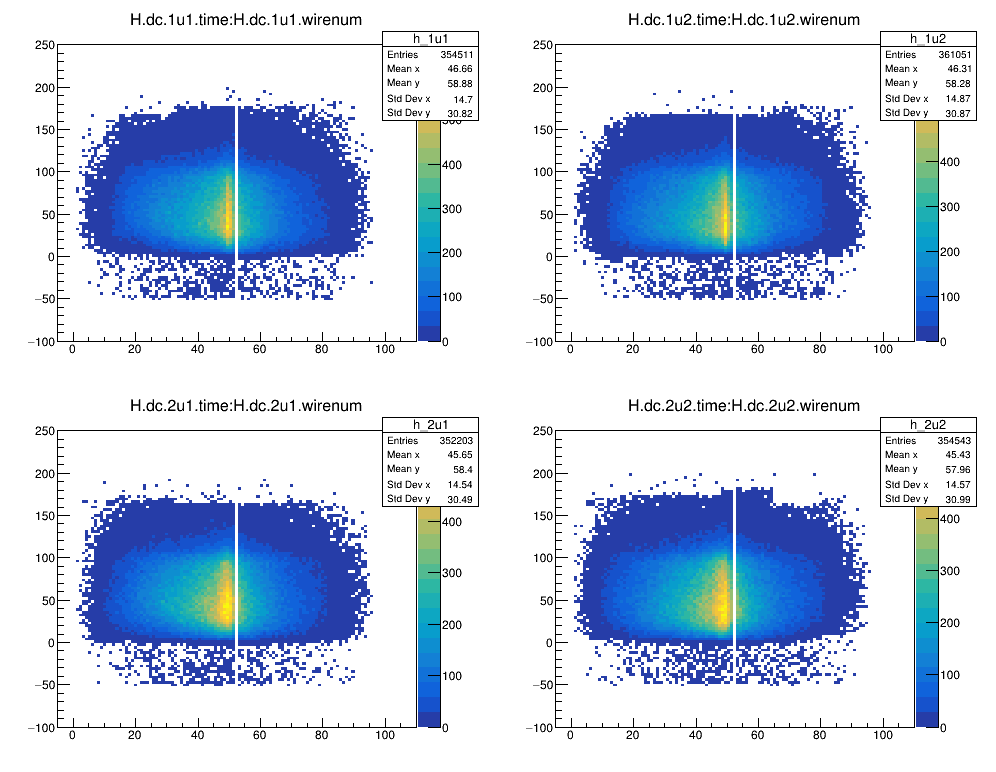 H.dc.1u1.time:H.dc.1u1.wirenum
h_1u1
Entries 354511
Mean x 46.66
Mean y 58.88
Std Dev x 14.7
Std Dev y 30.82
250
200
150
100
50
0
−50
−100
0 20 40 60 80 100
400
300
200
100
0
H.dc.1u2.time:H.dc.1u2.wirenum
h_1u2
Entries 361051
Mean x 46.31
Mean y 58.28
Std Dev x 14.87
Std Dev y 30.87
250
200
150
100
50
0
−50
−100
0 20 40 60 80 100
400
300
200
100
0
H.dc.2u1.time:H.dc.2u1.wirenum
h_2u1
Entries 352203
Mean x 45.65
Mean y 58.4
Std Dev x 14.54
Std Dev y 30.49
250
200
150
100
50
0
−50
−100
0 20 40 60 80 100
400
300
200
100
0
H.dc.2u2.time:H.dc.2u2.wirenum
h_2u2
Entries 354543
Mean x 45.43
Mean y 57.96
Std Dev x 14.57
Std Dev y 30.99
250
200
150
100
50
0
−50
−100
0 20 40 60 80 100
400
300
200
100
0